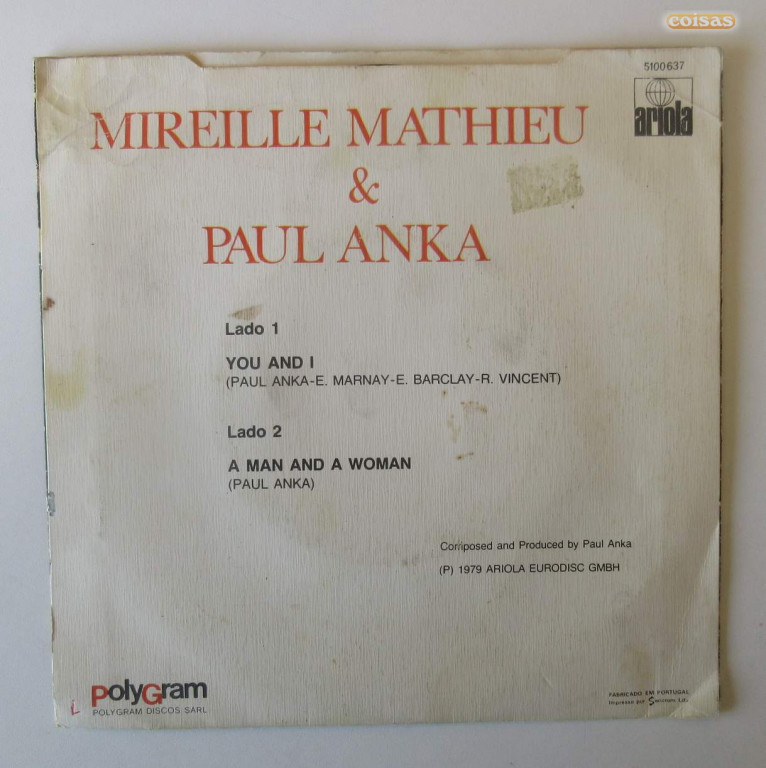 coisas
5100637
ariola
MIREILLE MATHIEU
&
PAUL ANKA
Lado 1
YOU AND I
(PAUL ANKA-E. MARNAY-E. BARCLAY-R. VINCENT)
Lado 2
A MAN AND A WOMAN
(PAUL ANKA)
Composed and Produced by Paul Anka
(P) 1979 ARIOLA EURODISC GMBH
PolyGram
POLYGRAM DISCOS SARL
FABRICADO EM PORTUGAL
Impresso por